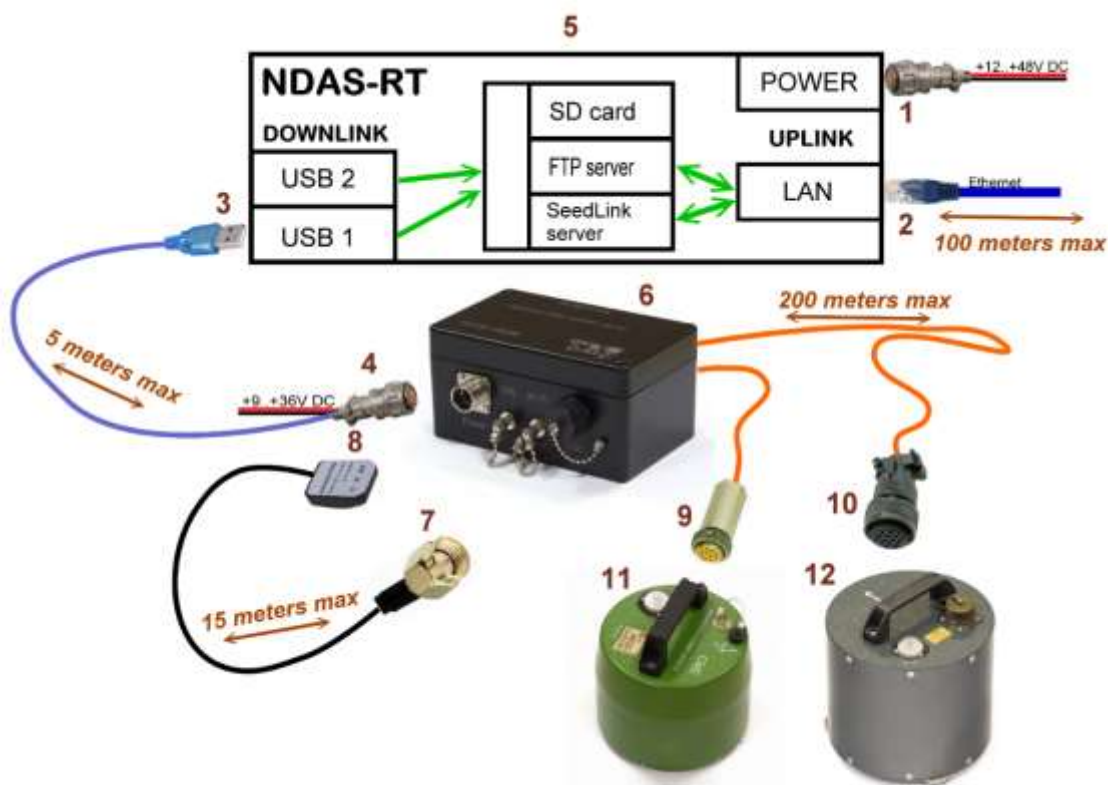 5
NDAS-RT
POWER
+12..+48V DC
1
SD card
DOWNLINK
UPLINK
USB 2
FTP server
LAN
Ethernet
3
USB 1
SeedLink
server
2
100 meters max
6
200 meters max
5 meters max
4
+9..+36V DC
8
7
9
10
15 meters max
11
12